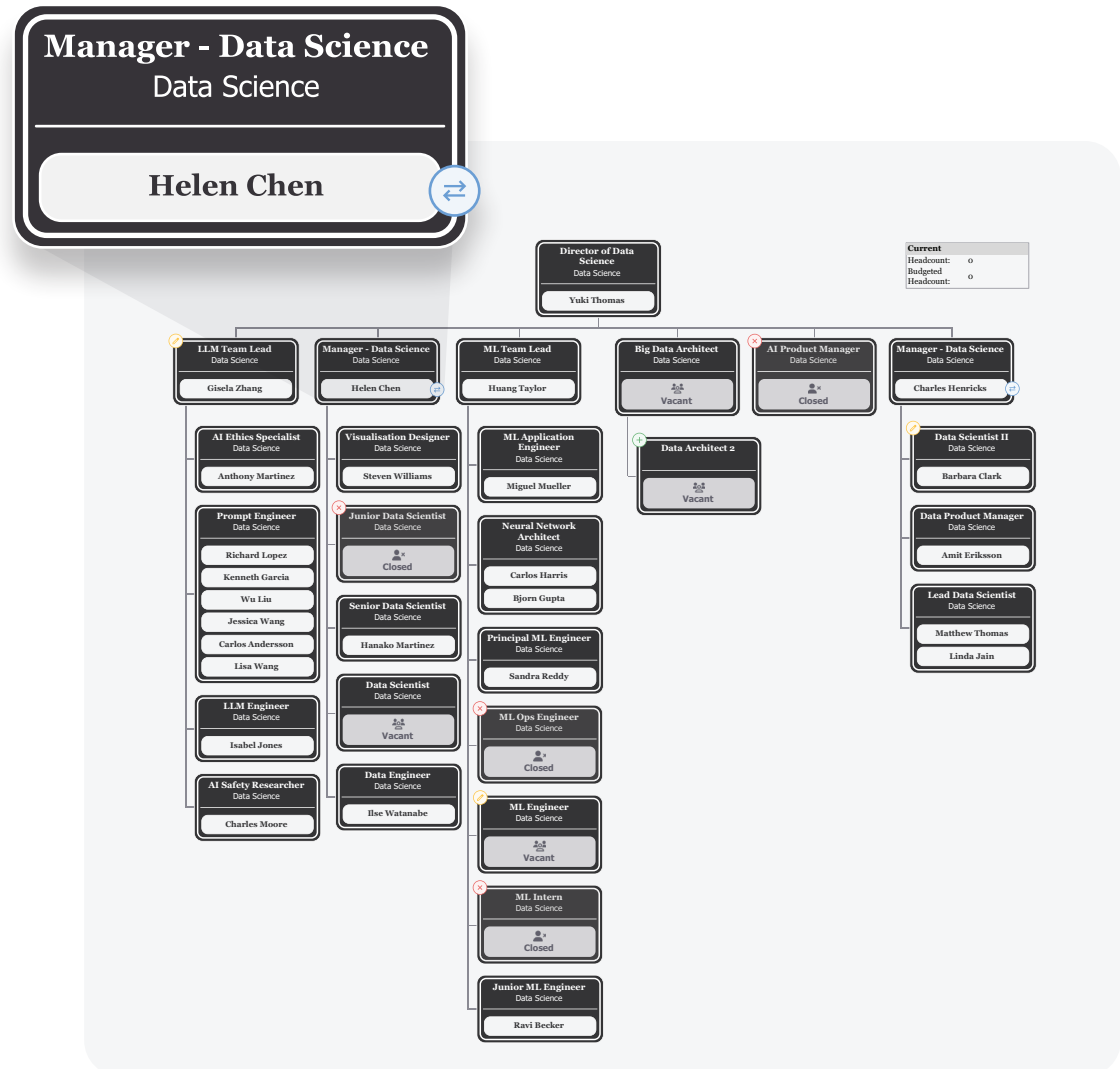 Manager - Data Science
Data Science
Helen Chen
Director of Data
Science
Data Science
Yuki Thomas
Current
Headcount: 0
Budgeted
Headcount: 0
LLM Team Lead
Data Science
Gisela Zhang
Manager - Data Science
Data Science
Helen Chen
ML Team Lead
Data Science
Huang Taylor
Big Data Architect
Data Science
Vacant
AI Product Manager
Data Science
Closed
Manager - Data Science
Data Science
Charles Henricks
AI Ethics Specialist
Data Science
Anthony Martinez
Prompt Engineer
Data Science
Richard Lopez
Kenneth Garcia
Wu Liu
Jessica Wang
Carlos Andersson
Lisa Wang
LLM Engineer
Data Science
Isabel Jones
AI Safety Researcher
Data Science
Charles Moore
Visualisation Designer
Data Science
Steven Williams
Junior Data Scientist
Data Science
Closed
Senior Data Scientist
Data Science
Hanako Martinez
Data Scientist
Data Science
Vacant
Data Engineer
Data Science
Ilse Watanabe
ML Application
Engineer
Data Science
Miguel Mueller
Neural Network
Architect
Data Science
Carlos Harris
Bjorn Gupta
Principal ML Engineer
Data Science
Sandra Reddy
ML Ops Engineer
Data Science
Closed
ML Engineer
Data Science
Vacant
ML Intern
Data Science
Closed
Junior ML Engineer
Data Science
Ravi Becker
Data Architect 2
Vacant
Data Scientist II
Data Science
Barbara Clark
Data Product Manager
Data Science
Amit Eriksson
Lead Data Scientist
Data Science
Matthew Thomas
Linda Jain